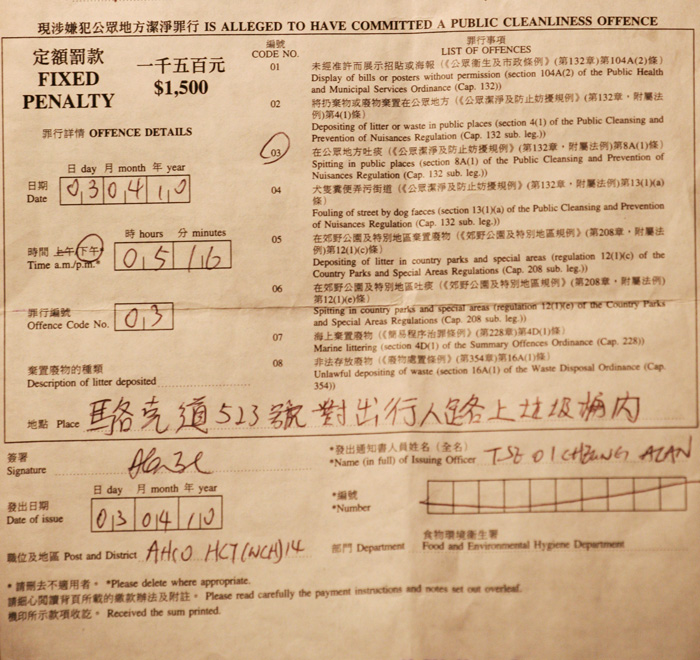 現涉嫌犯公眾地方潔淨罪行 IS ALLEGED TO HAVE COMMITTED A PUBLIC CLEANLINESS OFFENCE
定額罰款
FIXED
PENALTY
一千五百元
$1,500
罪行詳情 OFFENCE DETAILS
日 day 月 month 年 year
日期
Date
03 04 10
時間 上午/下午*
Time a.m./p.m.*
時 hours 分 minutes
05 16
罪行編號
Offence Code No.
03
棄置廢物的種類
Description of litter deposited
編號
CODE NO.
罪行事項
LIST OF OFFENCES
01 未經准許而展示招貼或海報（《公眾衞生及市政條例》(第132章)第104A(2)條）
Display of bills or posters without permission (section 104A(2) of the Public Health
and Municipal Services Ordinance (Cap. 132))
02 將扔棄物或廢物棄置在公眾地方（《公眾潔淨及防止妨擾規例》(第132章，附屬法
例)第4(1)條）
Depositing of litter or waste in public places (section 4(1) of the Public Cleansing and
Prevention of Nuisances Regulation (Cap. 132 sub. leg.))
03 在公眾地方吐痰（《公眾潔淨及防止妨擾規例》(第132章，附屬法例)第8A(1)條）
Spitting in public places (section 8A(1) of the Public Cleansing and Prevention of
Nuisances Regulation (Cap. 132 sub. leg.))
04 犬隻糞便弄污街道（《公眾潔淨及防止妨擾規例》(第132章，附屬法例)第13(1)(a)
條）
Fouling of street by dog faeces (section 13(1)(a) of the Public Cleansing and Prevention
of Nuisances Regulation (Cap. 132 sub. leg.))
05 在郊野公園及特別地區棄置廢物（《郊野公園及特別地區規例》(第208章，附屬法
例)第12(1)(c)條）
Depositing of litter in country parks and special areas (regulation 12(1)(c) of the
Country Parks and Special Areas Regulations (Cap. 208 sub. leg.))
06 在郊野公園及特別地區吐痰（《郊野公園及特別地區規例》(第208章，附屬法例)
第12(1)(e)條）
Spitting in country parks and special areas (regulation 12(1)(e) of the Country Parks
and Special Areas Regulations (Cap. 208 sub. leg.))
07 海上棄置廢物（《簡易程序治罪條例》(第228章)第4D(1)條）
Marine littering (section 4D(1) of the Summary Offences Ordinance (Cap. 228))
08 非法存放廢物（《廢物處置條例》(第354章)第16A(1)條）
Unlawful depositing of waste (section 16A(1) of the Waste Disposal Ordinance (Cap.
354))
地點 Place 駱克道523號對出行人路上垃圾桶內
簽署
Signature
*發出通知書人員姓名（全名）
*Name (in full) of Issuing Officer TSE OI CHEUNG ALAN
發出日期
Date of issue
日 day 月 month 年 year
03 04 10
*編號
*Number
職位及地區 Post and District AHCO HCT(WCH)14
部門 Department
食物環境衞生署
Food and Environmental Hygiene Department
* 請刪去不適用者。 *Please delete where appropriate.
請細心閱讀背頁所載的繳款辦法及附註。 Please read carefully the payment instructions and notes set out overleaf.
機印所示款項收訖。 Received the sum printed.